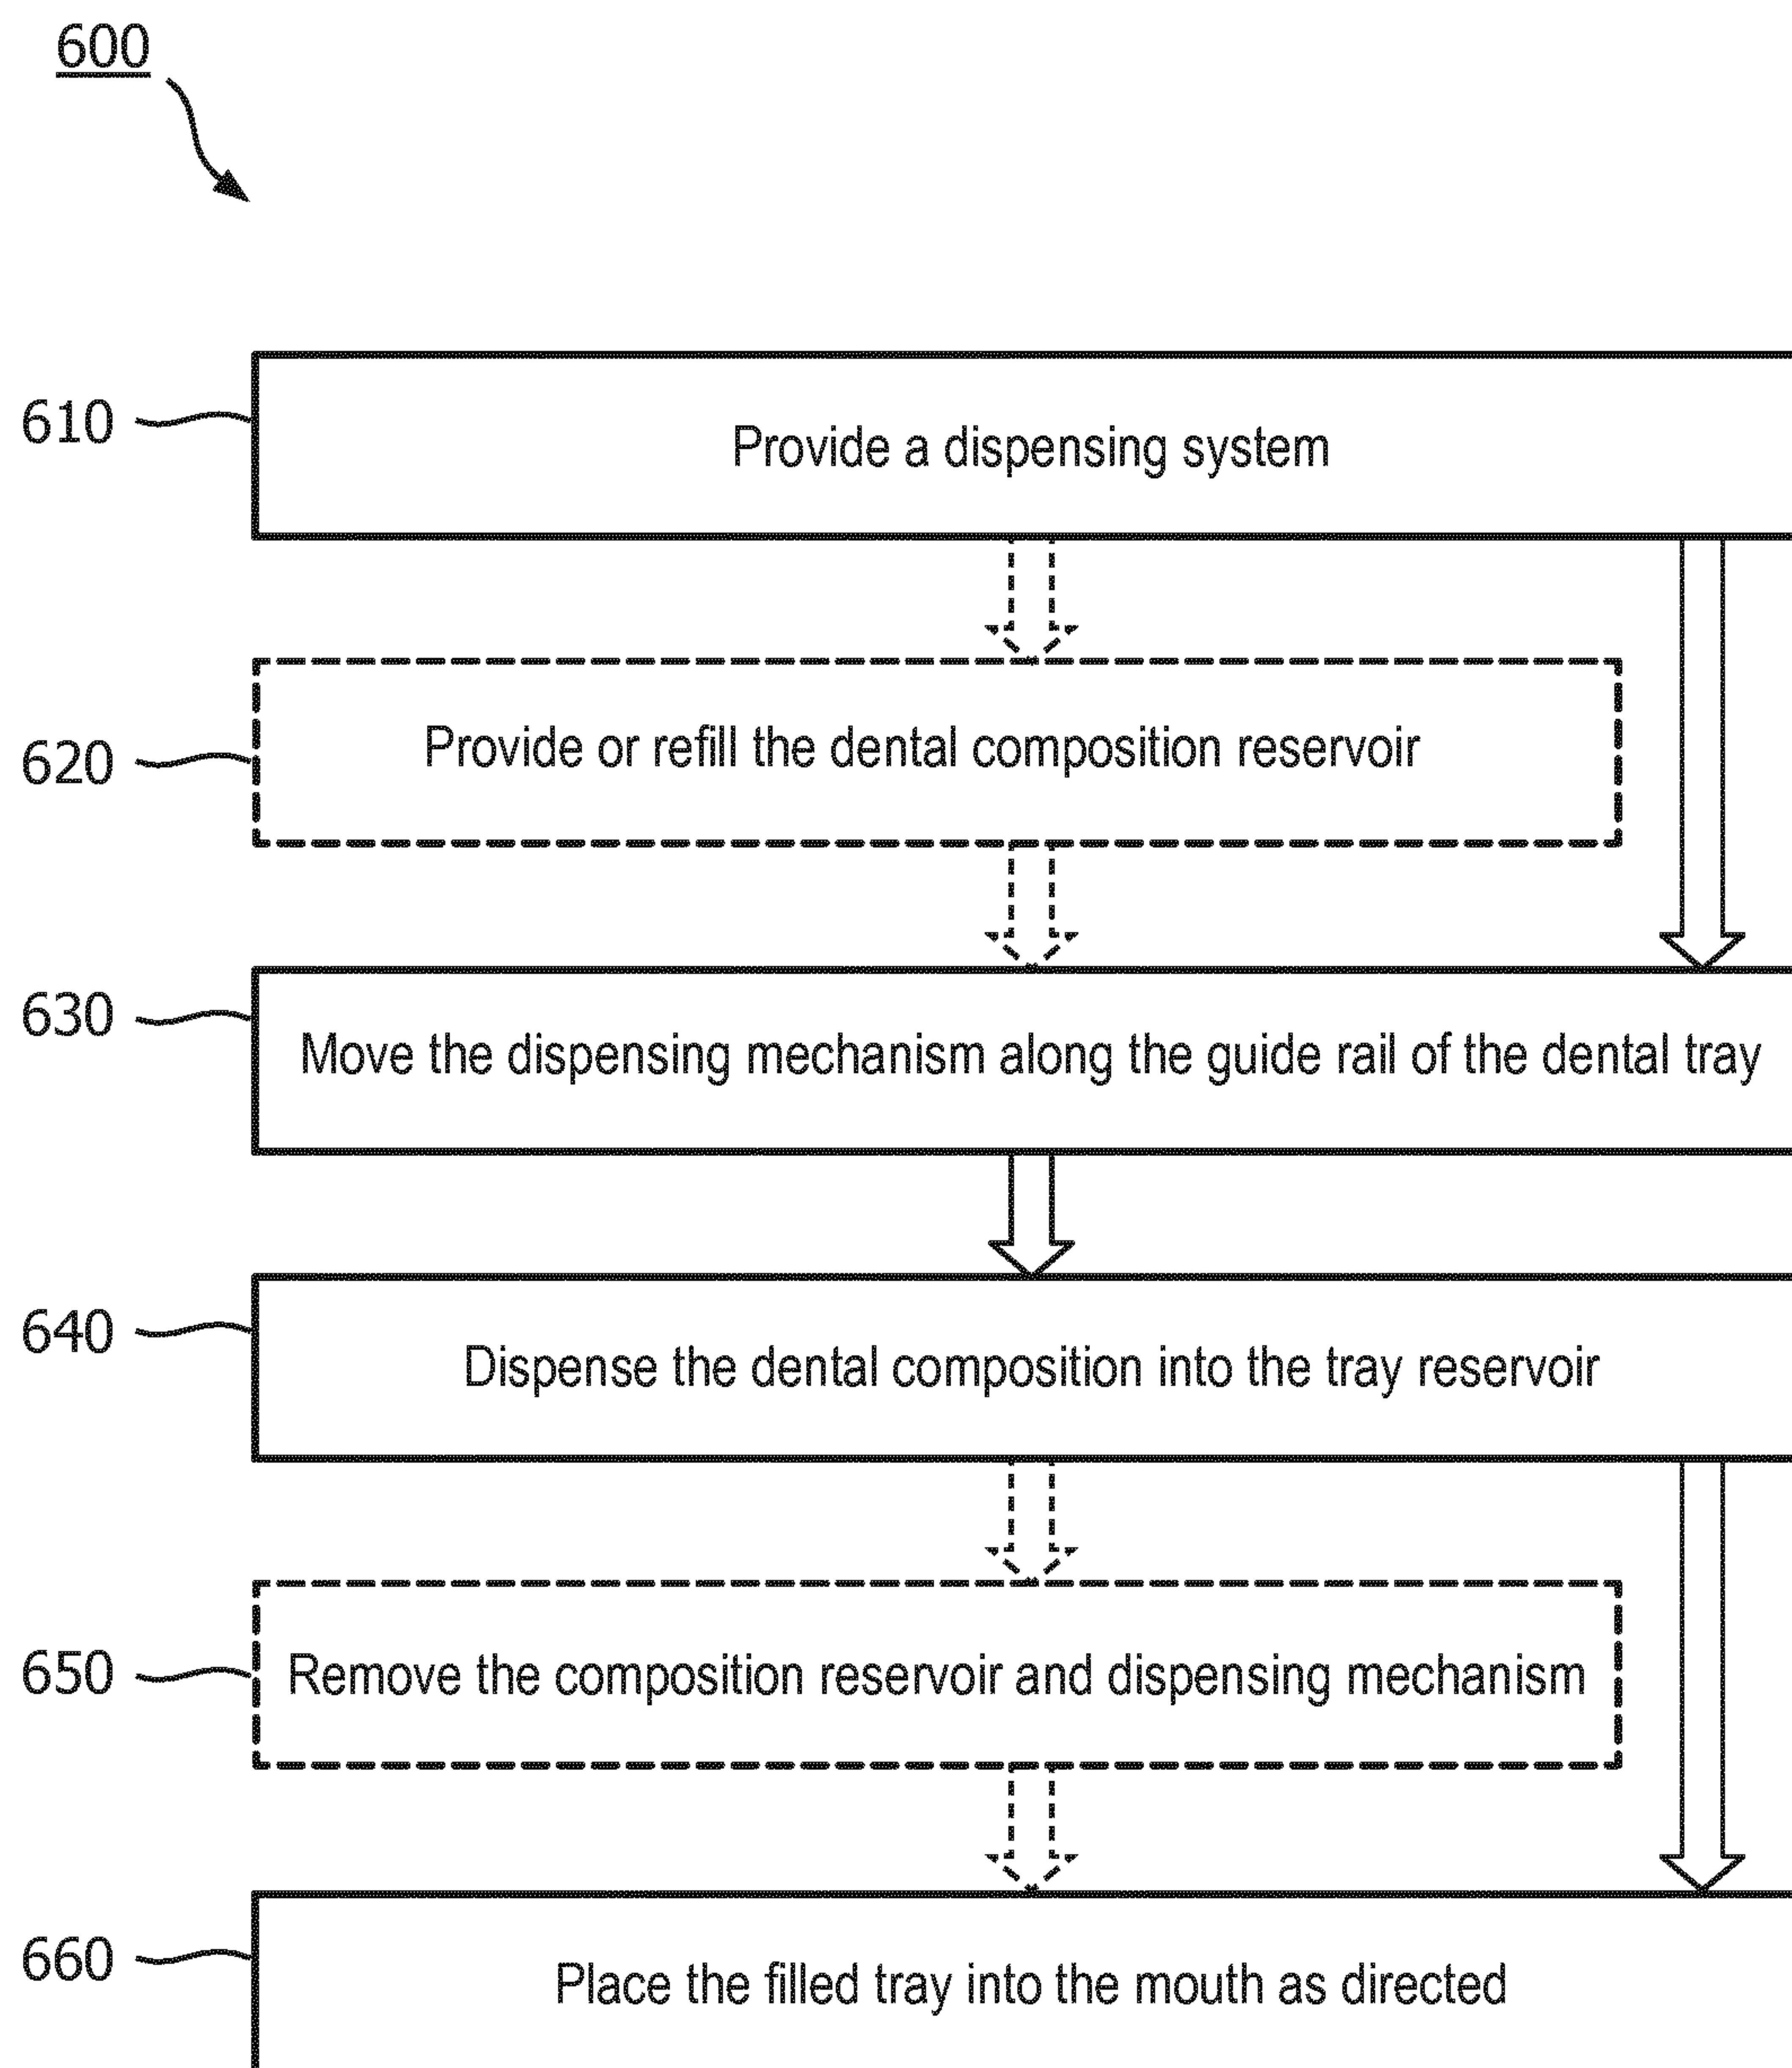 600
610
Provide a dispensing system
620
Provide or refill the dental composition reservoir
630
Move the dispensing mechanism along the guide rail of the dental tray
640
Dispense the dental composition into the tray reservoir
650
Remove the composition reservoir and dispensing mechanism
660
Place the filled tray into the mouth as directed